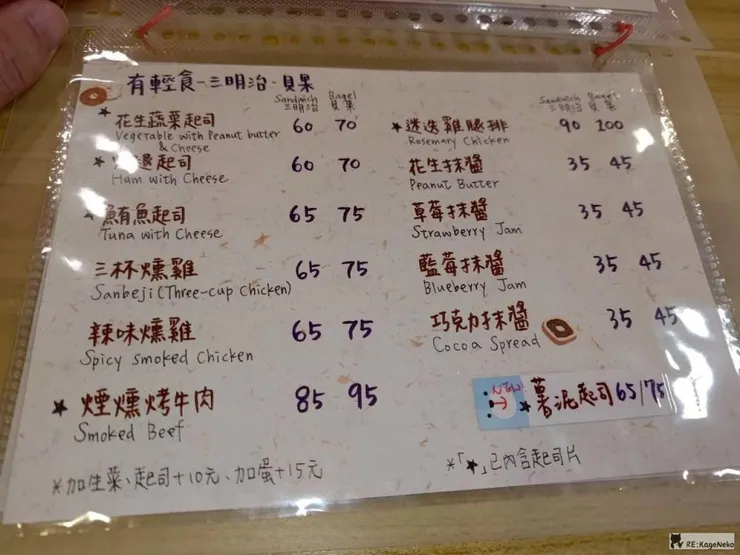 有輕食-三明治.貝果
Sandwich 三明治 Bagel 貝果
★花生蔬菜起司 60 70
Vegetable with Peanut butter & Cheese
★ 邊起司 60 70
Ham with Cheese
★鮪魚起司 65 75
Tuna with Cheese
三杯燻雞 65 75
Sanbeji (Three-cup Chicken)
辣味燻雞 65 75
Spicy smoked Chicken
★煙燻烤牛肉 85 95
Smoked Beef
*加生菜、起司+10元、加蛋+15元
Sandwich 三明治 Bagel 貝果
★迷迭雞腿排 90 100
Rosemary Chicken
花生抹醬 35 45
Peanut Butter
草莓抹醬 35 45
Strawberry Jam
藍莓抹醬 35 45
Blueberry Jam
巧克力抹醬 35 45
Cocoa Spread
NEW!
★薯泥起司65/75
*「★」已內含起司片
RE:KageNeko